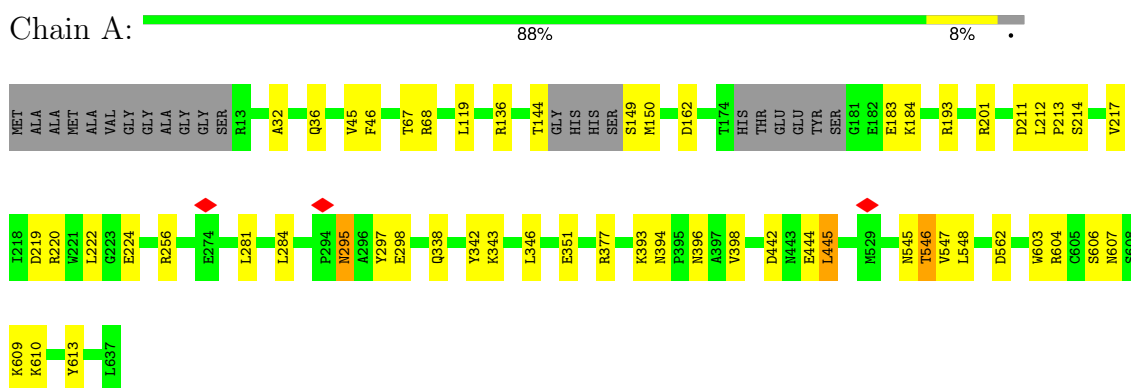 Chain A:
88% 8% •
MET ALA ALA MET ALA VAL GLY GLY ALA GLY GLY SER R13 A32 Q36 V45 F46 T67 R68 L119 R136 T144 GLY HIS HIS SER S149 M150 D162 T174 HIS THR GLU GLU TYR SER G181 E182 E183 K184 R193 R201 D211 L212 P213 S214 V217
I218 D219 R220 W221 L222 G223 E224 R256 E274 L281 L284 P294 N295 A296 Y297 E298 Q338 Y342 K343 L346 E351 R377 K393 N394 P395 N396 A397 V398 D442 N443 E444 L445 M529 N545 T546 V547 L548 D562 W603 R604 C605 S606 N607 S608
K609 K610 Y613 L637